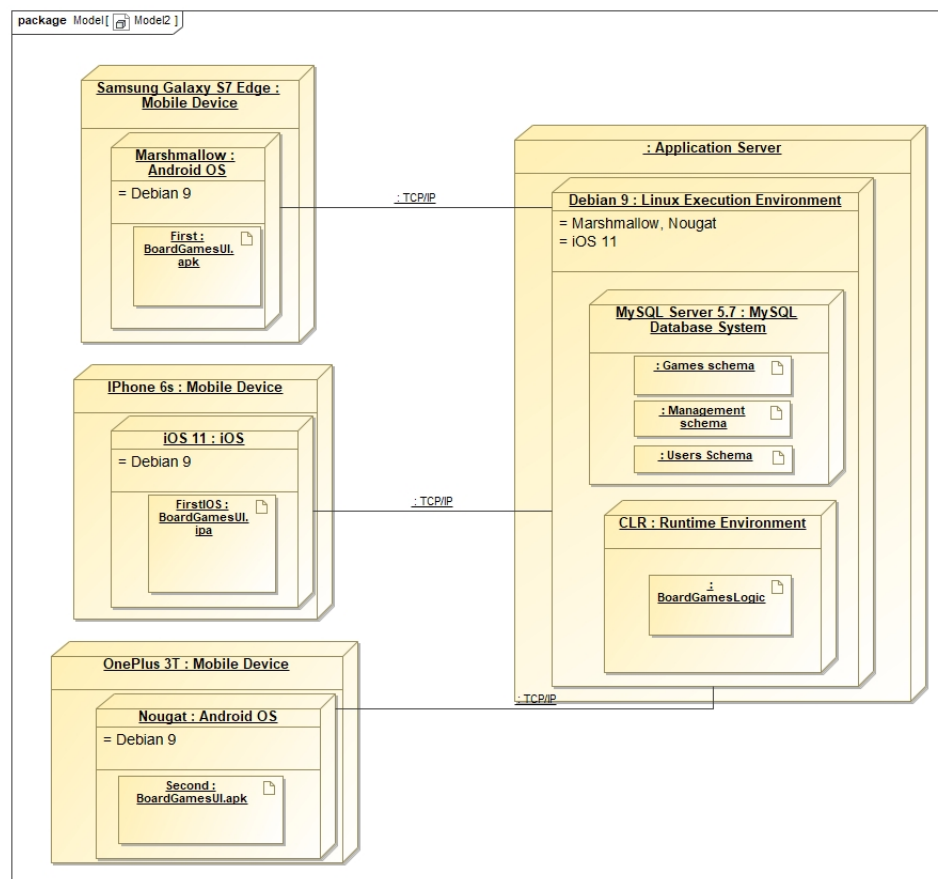 package Model[ Model2 ]
Samsung Galaxy S7 Edge :
Mobile Device
Marshmallow :
Android OS
= Debian 9
First :
BoardGamesUI.
apk
: TCP/IP
IPhone 6s : Mobile Device
iOS 11 : iOS
= Debian 9
FirstIOS :
BoardGamesUI.
ipa
: TCP/IP
OnePlus 3T : Mobile Device
Nougat : Android OS
= Debian 9
Second :
BoardGamesUI.apk
: TCP/IP
: Application Server
Debian 9 : Linux Execution Environment
= Marshmallow, Nougat
= iOS 11
MySQL Server 5.7 : MySQL
Database System
: Games schema
: Management
schema
: Users Schema
CLR : Runtime Environment
:
BoardGamesLogic